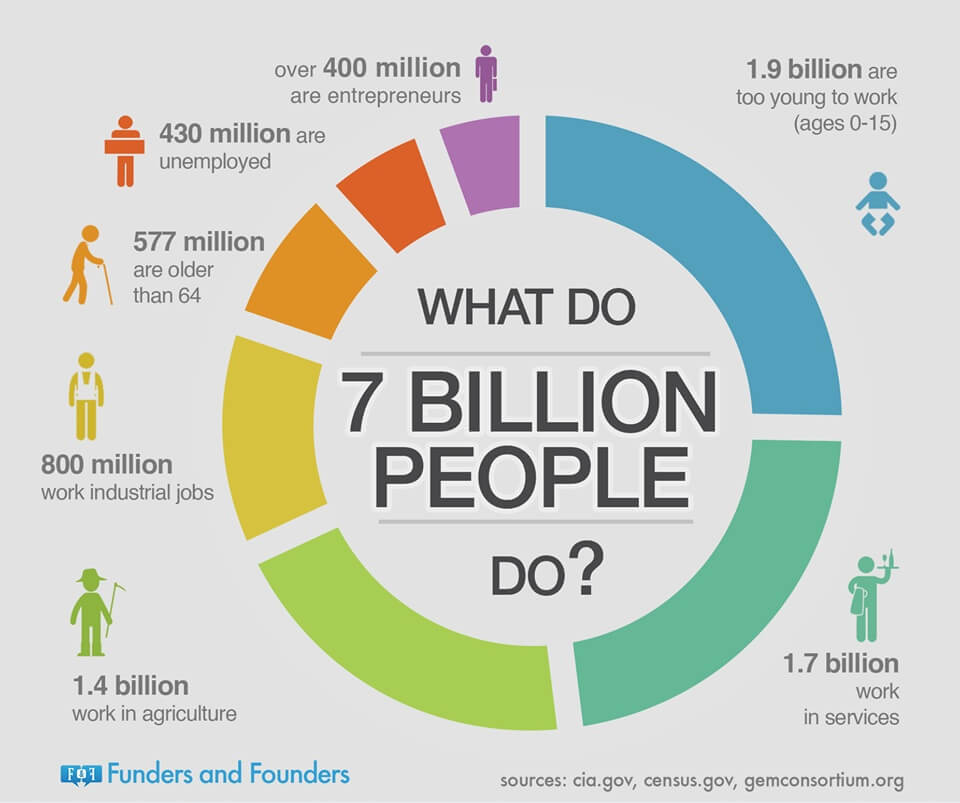 over 400 million
are entrepreneurs
1.9 billion are
too young to work
(ages 0-15)
430 million are
unemployed
577 million
are older
than 64
800 million
work industrial jobs
1.4 billion
work in agriculture
1.7 billion
work
in services
WHAT DO
7 BILLION
PEOPLE
DO?
FOF Funders and Founders
sources: cia.gov, census.gov, gemconsortium.org